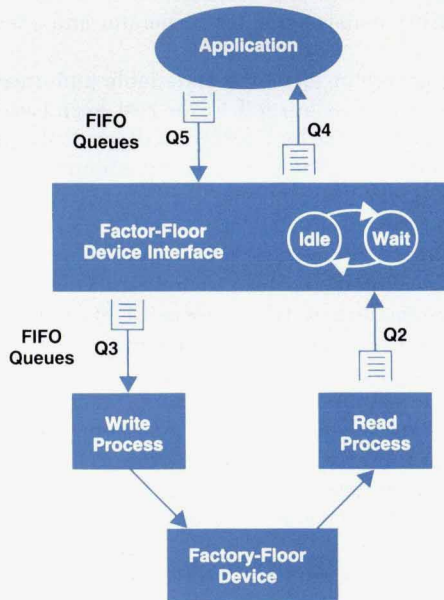 Application
FIFO
Queues
Q5
Q4
Factor-Floor
Device Interface
Idle
Wait
FIFO
Queues
Q3
Q2
Write
Process
Read
Process
Factory-Floor
Device